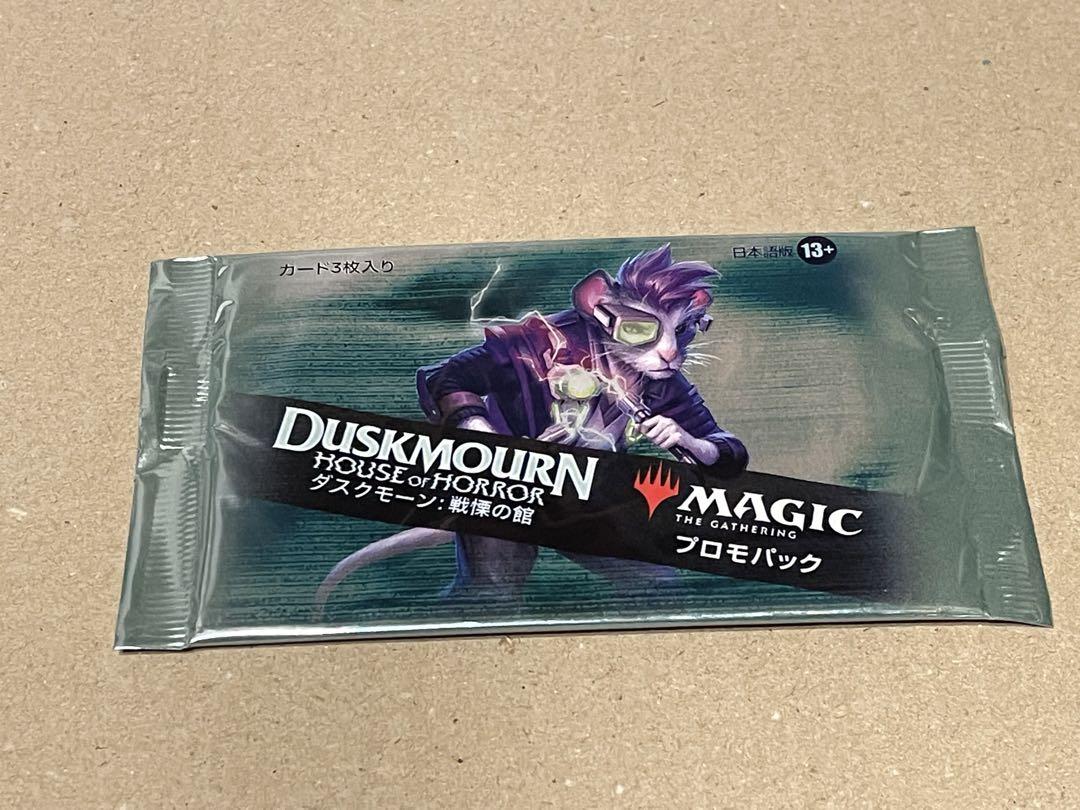 カード3枚入り
日本語版 13+
DUSKMOURN
HOUSE OF HORROR
ダスクモーン:戦慄の館
MAGIC
THE GATHERING
プロモパック